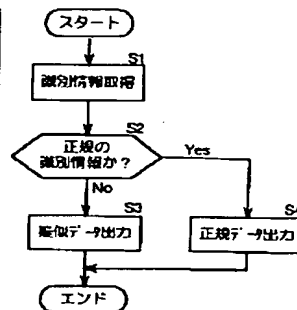 スタート
S1
識別情報取得
S2
正規の
識別情報か?
Yes
No
S3
疑似データ出力
S4
正規データ出力
エンド